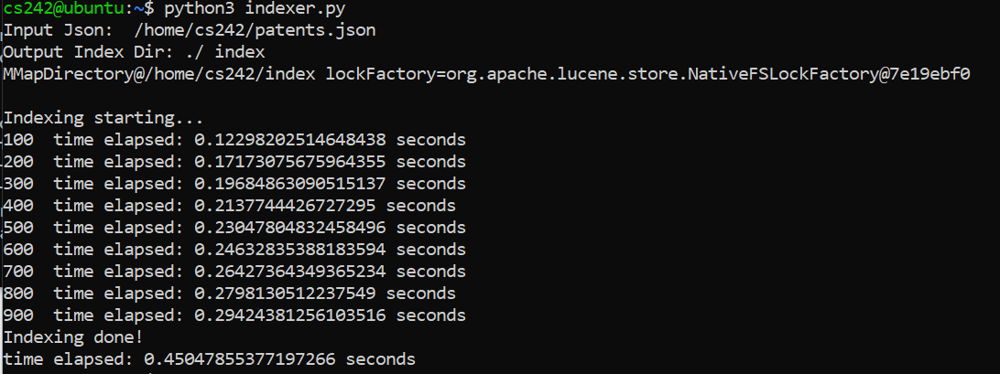 cs242@ubuntu:~$ python3 indexer.py
Input Json:  /home/cs242/patents.json
Output Index Dir: ./ index
MMapDirectory@/home/cs242/index lockFactory=org.apache.lucene.store.NativeFSLockFactory@7e19ebf0
Indexing starting...
100  time elapsed: 0.12298202514648438 seconds
200  time elapsed: 0.17173075675964355 seconds
300  time elapsed: 0.19684863090515137 seconds
400  time elapsed: 0.2137744426727295 seconds
500  time elapsed: 0.23047804832458496 seconds
600  time elapsed: 0.24632835388183594 seconds
700  time elapsed: 0.26427364349365234 seconds
800  time elapsed: 0.2798130512237549 seconds
900  time elapsed: 0.29424381256103516 seconds
Indexing done!
time elapsed: 0.45047855377197266 seconds